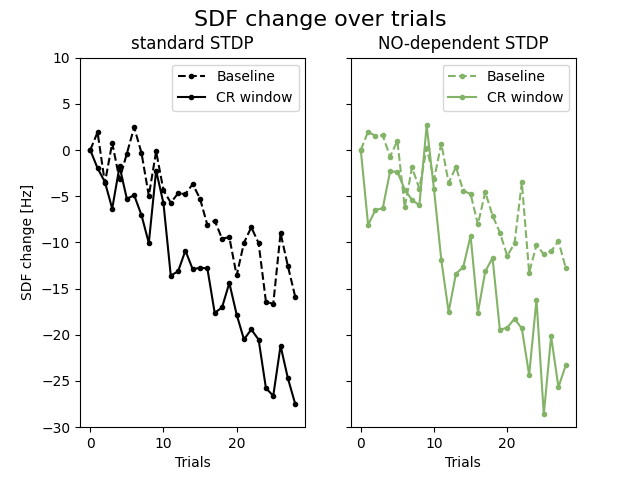 SDF change over trials
standard STDP
NO-dependent STDP
10
5
0
−5
−10
−15
−20
−25
−30
SDF change [Hz]
Baseline
CR window
Baseline
CR window
0
10
20
0
10
20
Trials
Trials